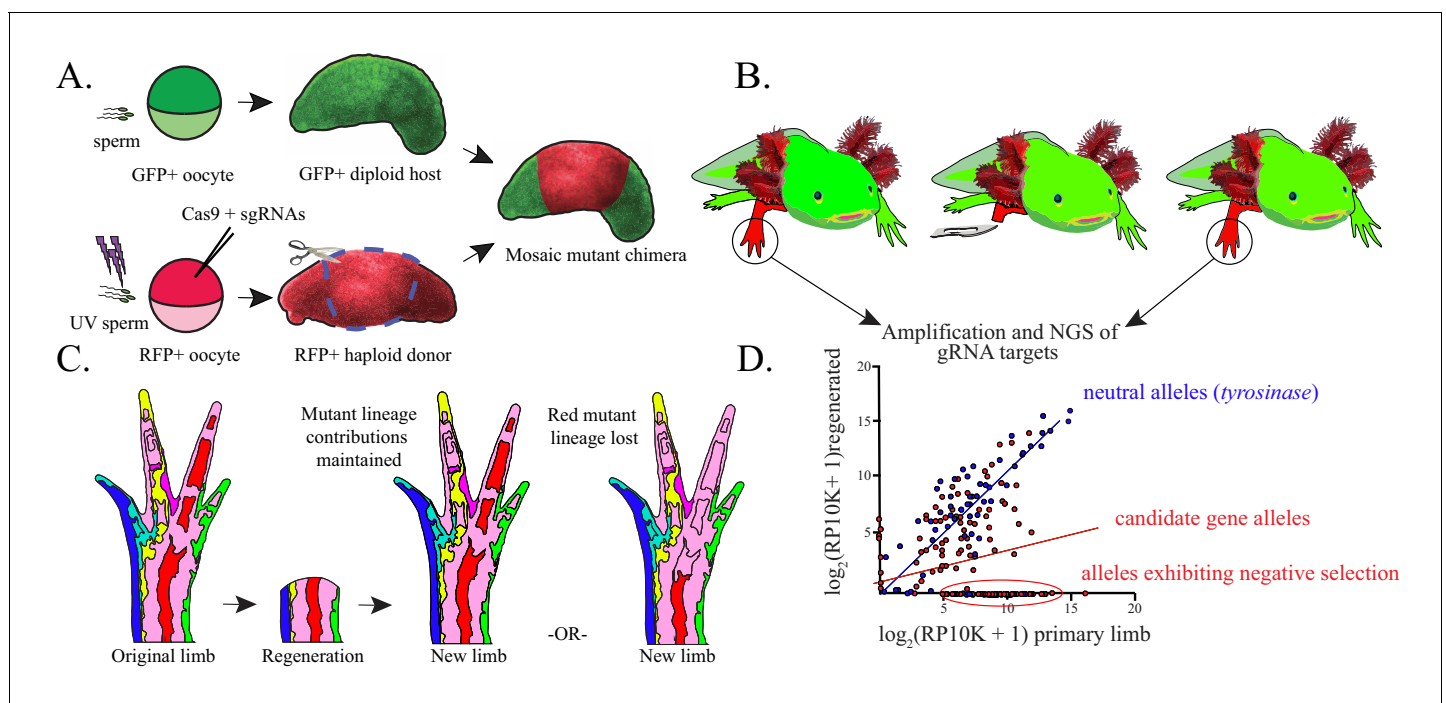 A.
sperm
GFP+ oocyte
GFP+ diploid host
Cas9 + sgRNAs
UV sperm
RFP+ oocyte
RFP+ haploid donor
Mosaic mutant chimera
B.
Amplification and NGS of
gRNA targets
C.
Mutant lineage
contributions
maintained
Red mutant
lineage lost
Original limb
Regeneration
New limb
-OR-
New limb
D.
log2(RP10K+ 1)regenerated
20
15
10
5
neutral alleles (tyrosinase)
candidate gene alleles
alleles exhibiting negative selection
5
10
15
20
log2(RP10K + 1) primary limb